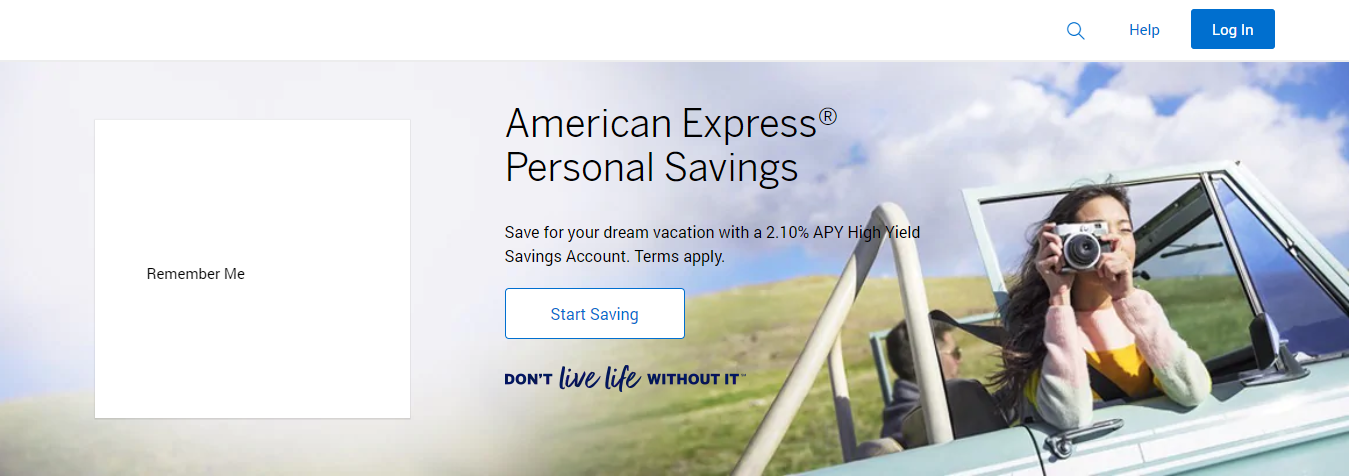 Help
Log In
American Express®
Personal Savings
Save for your dream vacation with a 2.10% APY High Yield
Savings Account. Terms apply.
Remember Me
Start Saving
DON'T live life WITHOUT IT™